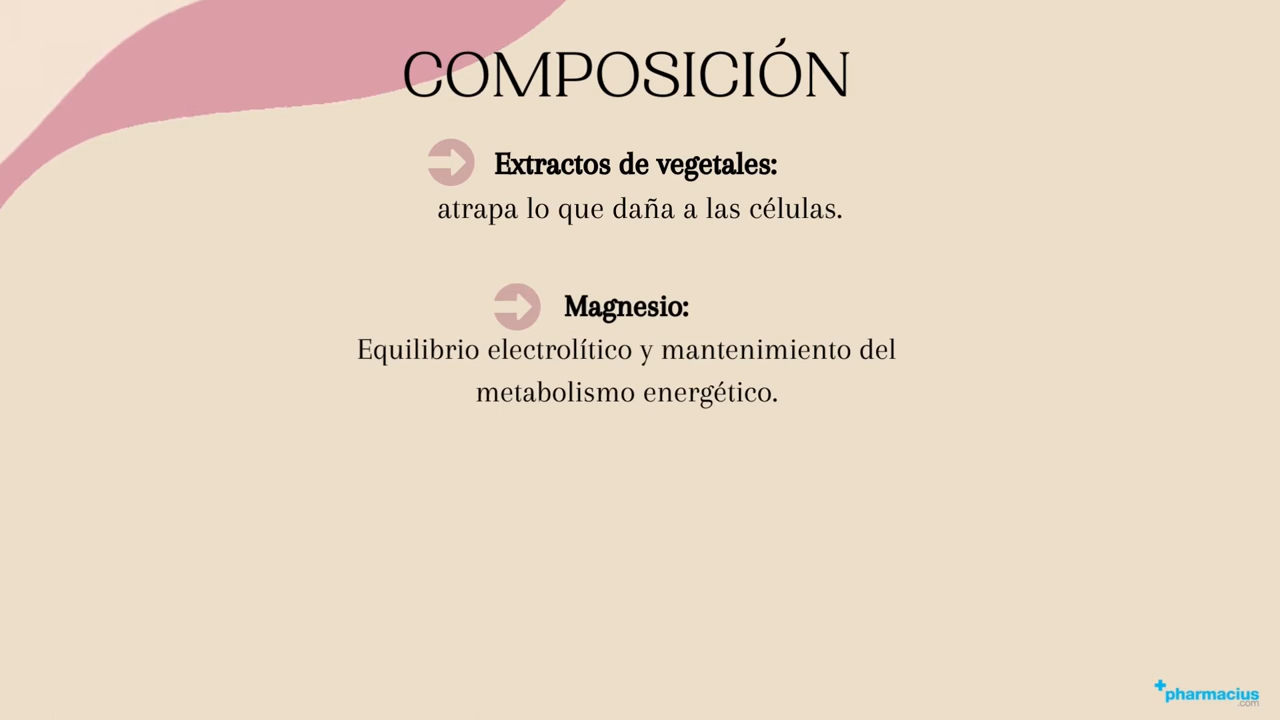 COMPOSICIÓN
Extractos de vegetales:
atrapa lo que daña a las células.
Magnesio:
Equilibrio electrolítico y mantenimiento del
metabolismo energético.
pharmacius
.com